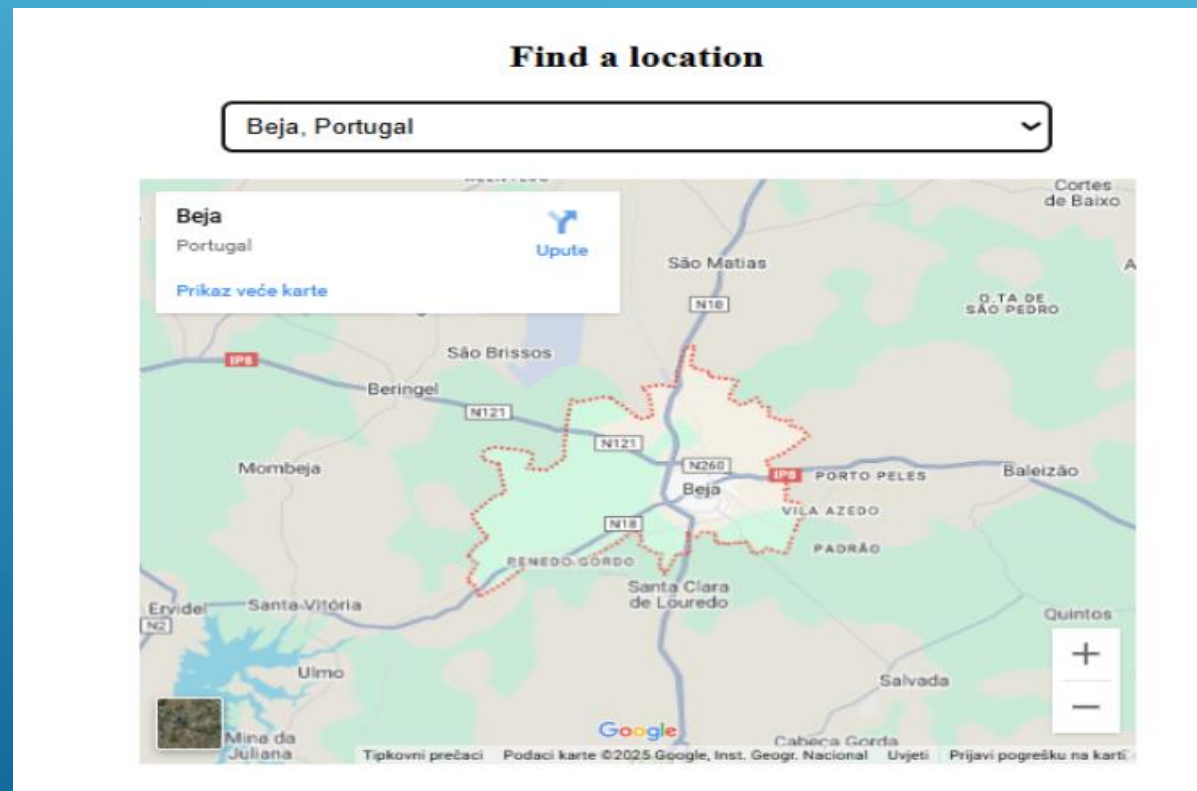 Find a location
Beja, Portugal
Cortes
de Baixo
Beja
Portugal
Upute
Prikaz veće karte
São Matias
A
N18
D.TA DE
SÃO PEDRO
São Brissos
IP8
Beringel
N121
N121
Mombeja
N260
IP8
PORTO PELES
Baleizão
Beja
VILA AZEDO
N18
PADRÃO
PENEDO GORDO
Santa Clara
de Louredo
Ervidel
Santa Vitória
N2
Quintos
+
Ulmo
Salvada
−
Google
Mina da
Juliana
Cabeça Gorda
Tipkovni prečaci Podaci karte ©2025 Google, Inst. Geogr. Nacional Uvjeti Prijavi pogrešku na karti